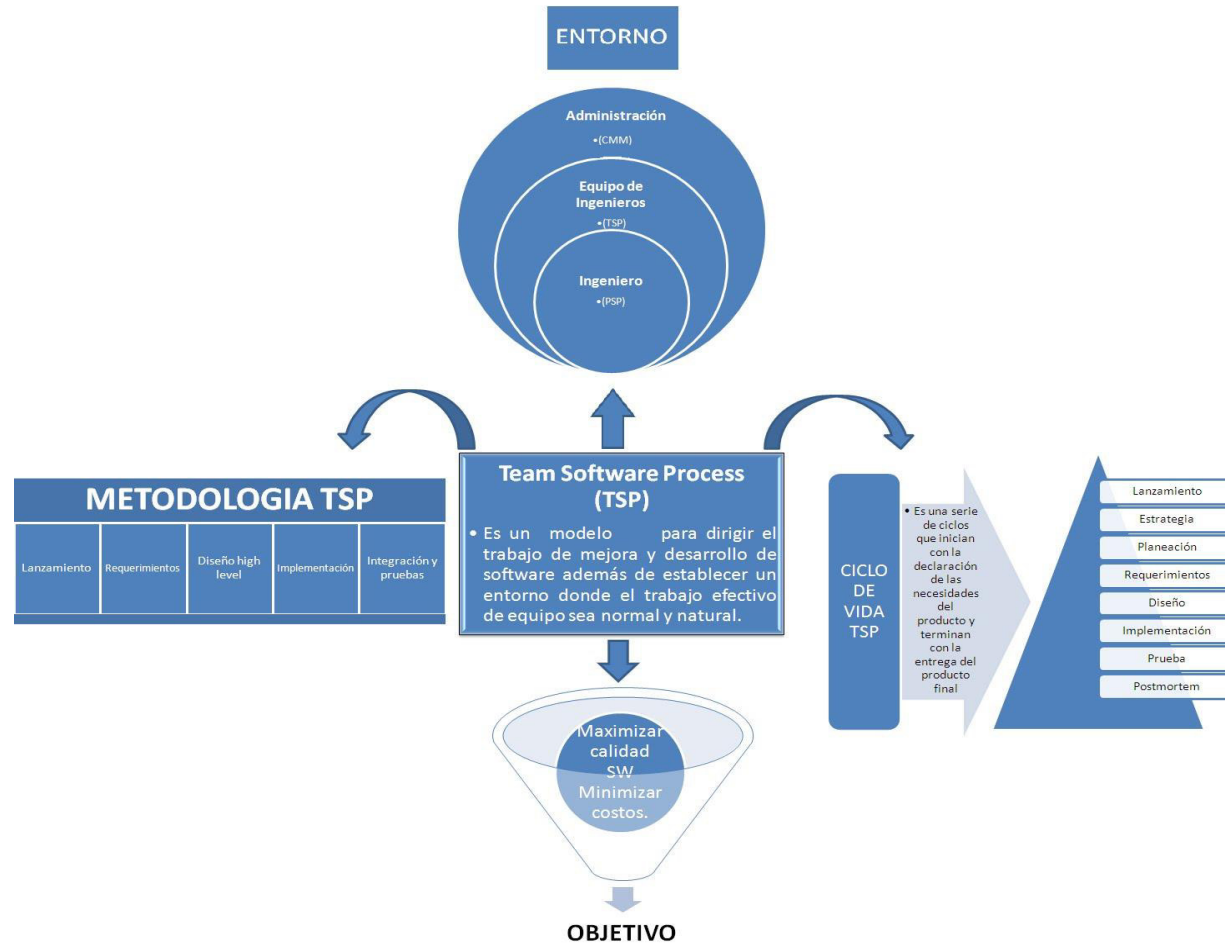 ENTORNO
Administración
•(CMM)
Equipo de
Ingenieros
•(TSP)
Ingeniero
•(PSP)
METODOLOGIA TSP
Lanzamiento
Requerimientos
Diseño high
level
Implementación
Integración y
pruebas
Team Software Process
(TSP)
• Es un modelo para dirigir el
trabajo de mejora y desarrollo de
software además de establecer un
entorno donde el trabajo efectivo
de equipo sea normal y natural.
CICLO
DE
VIDA
TSP
• Es una serie
de ciclos
que inician
con la
declaración
de las
necesidades
del
producto y
terminan
con la
entrega del
producto
final
Lanzamiento
Estrategia
Planeación
Requerimientos
Diseño
Implementación
Prueba
Postmortem
Maximizar
calidad
SW
Minimizar
costos.
OBJETIVO